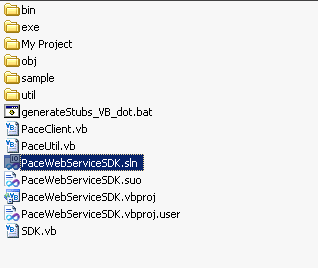 bin
exe
My Project
obj
sample
util
generateStubs_VB_dot.bat
PaceClient.vb
PaceUtil.vb
PaceWebServiceSDK.sln
PaceWebServiceSDK.suo
PaceWebServiceSDK.vbproj
PaceWebServiceSDK.vbproj.user
SDK.vb